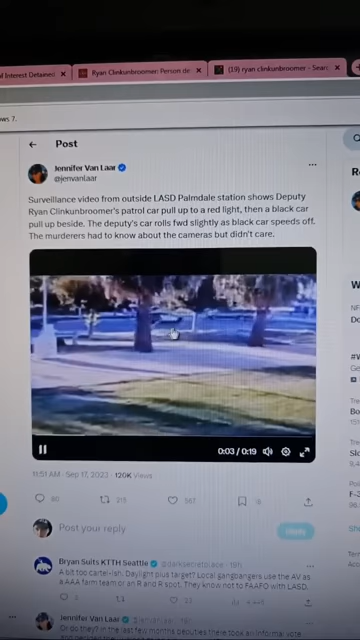 l Interest Detained
Ryan Clinkunbroomer: Person de
(19) ryan clinkunbroomer - Sear
ws 7.
Post
Jennifer Van Laar
@jenvanlaar
Surveillance video from outside LASD Palmdale station shows Deputy
Ryan Clinkunbroomer's patrol car pull up to a red light, then a black car
pull up beside. The deputy's car rolls fwd slightly as black car speeds off.
The murderers had to know about the cameras but didn't care.
0:03 / 0:19
11:51 AM · Sep 17, 2023 · 120K Views
Post your reply
Bryan Suits KTTH Seattle
A bit too cartel-ish. Daylight plus target? Local gangbangers use the AV as
a AAA farm team or an R and R spot. They know not to FAAFO with LASD.
Jennifer Van Laar